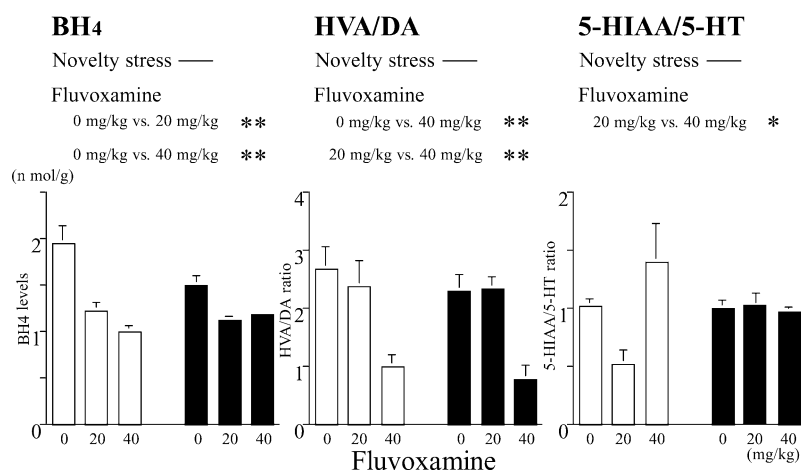 BH4
Novelty stress —
Fluvoxamine
0 mg/kg vs. 20 mg/kg **
0 mg/kg vs. 40 mg/kg **
(n mol/g)
BH4 levels
2
1
0
0 20 40 0 20 40
HVA/DA
Novelty stress —
Fluvoxamine
0 mg/kg vs. 40 mg/kg **
20 mg/kg vs. 40 mg/kg **
HVA/DA ratio
4
3
2
1
0
0 20 40 0 20 40
5-HIAA/5-HT
Novelty stress —
Fluvoxamine
20 mg/kg vs. 40 mg/kg *
5-HIAA/5-HT ratio
2
1
0
0 20 40 0 20 40
(mg/kg)
Fluvoxamine